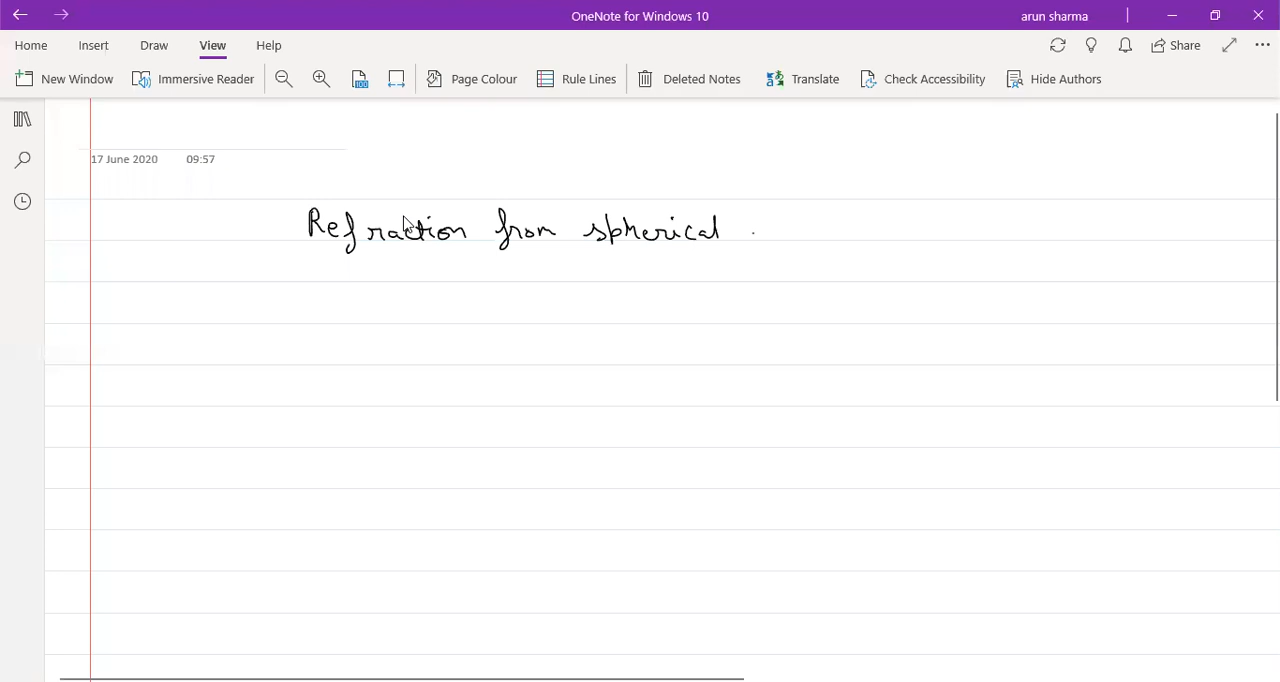 OneNote for Windows 10
arun sharma
Home Insert Draw View Help
Share
New Window Immersive Reader Page Colour Rule Lines Deleted Notes Translate Check Accessibility Hide Authors
17 June 2020 09:57
Refraction from spherical